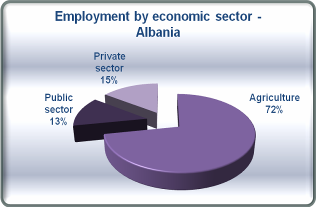 Employment by economic sector -
Albania
Private
sector
15%
Public
sector
13%
Agriculture
72%